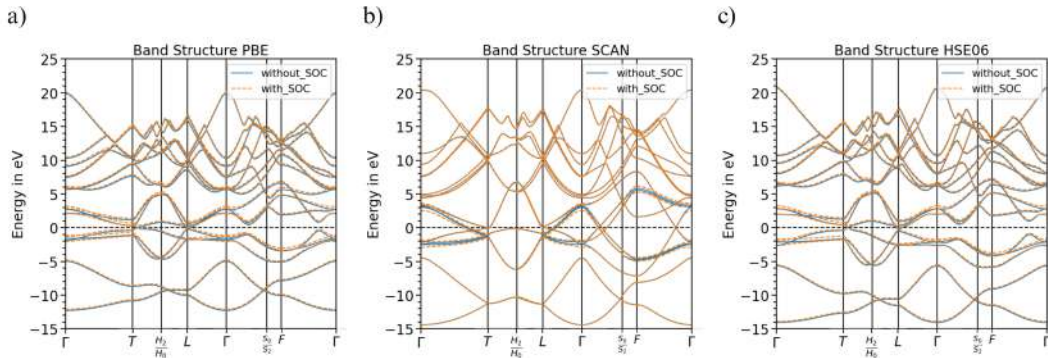 a)
b)
c)
Band Structure PBE
Band Structure SCAN
Band Structure HSE06
Energy in eV
25
20
15
10
5
0
−5
−10
−15
without_SOC
with_SOC
Γ T H₂/H₀ L Γ S₀/S₂ F Γ
Energy in eV
25
20
15
10
5
0
−5
−10
−15
without_SOC
with_SOC
Γ T H₂/H₀ L Γ S₀/S₂ F Γ
Energy in eV
25
20
15
10
5
0
−5
−10
−15
without_SOC
with_SOC
Γ T H₂/H₀ L Γ S₀/S₂ F Γ